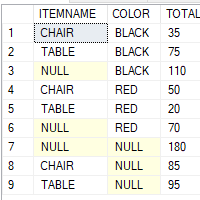 ITEMNAME COLOR TOTAL
1 CHAIR BLACK 35
2 TABLE BLACK 75
3 NULL BLACK 110
4 CHAIR RED 50
5 TABLE RED 20
6 NULL RED 70
7 NULL NULL 180
8 CHAIR NULL 85
9 TABLE NULL 95